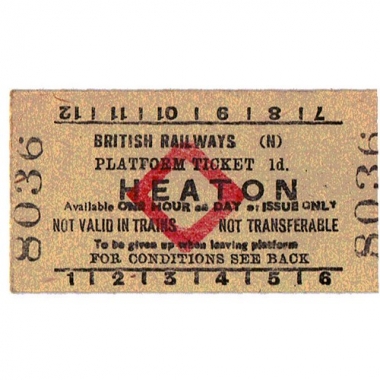 12 | 11 | 10 | 9 | 8 | 7
BRITISH RAILWAYS (N)
PLATFORM TICKET 1d.
HEATON
Available ONE HOUR on DAY of ISSUE ONLY
NOT VALID IN TRAINS. NOT TRANSFERABLE
To be given up when leaving platform
FOR CONDITIONS SEE BACK
1 | 2 | 3 | 4 | 5 | 6
8036
8036